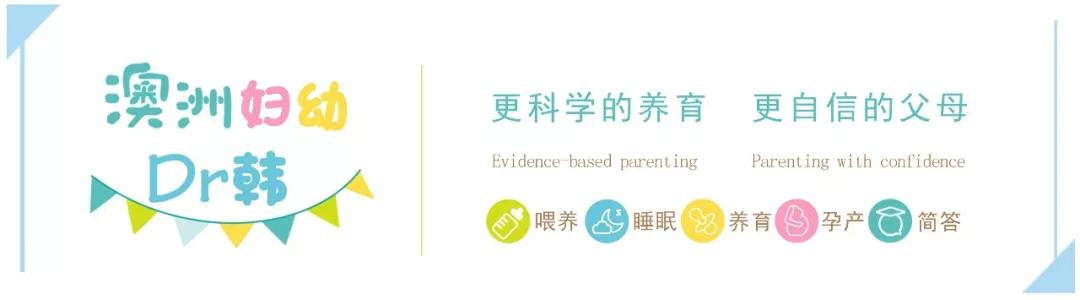 澳洲妇幼
Dr韩
更科学的养育 更自信的父母
Evidence-based parenting Parenting with confidence
喂养 睡眠 养育 孕产 简答